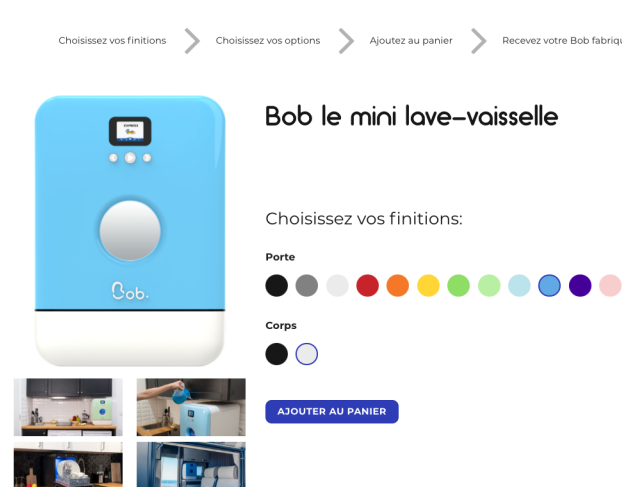 Choisissez vos finitions
Choisissez vos options
Ajoutez au panier
Recevez votre Bob
Bob le mini lave-vaisselle
Choisissez vos finitions:
Porte
Bob.
Corps
AJOUTER AU PANIER